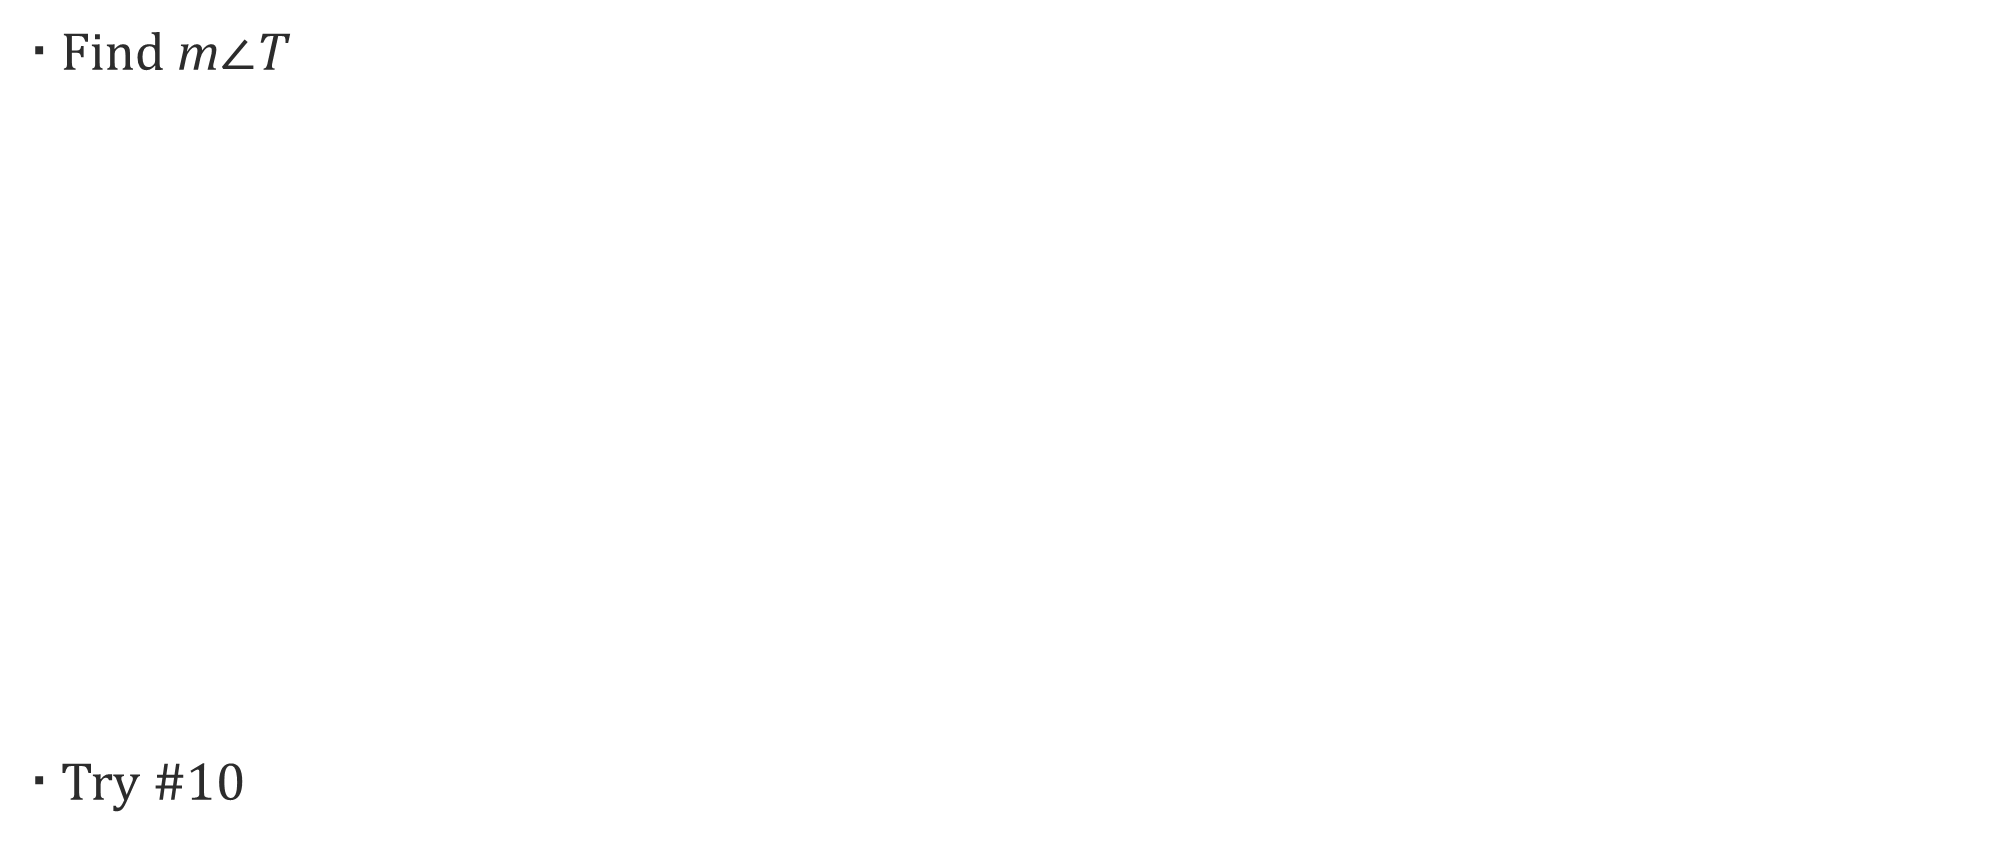 ▪ Find m∠T
▪ Try #10